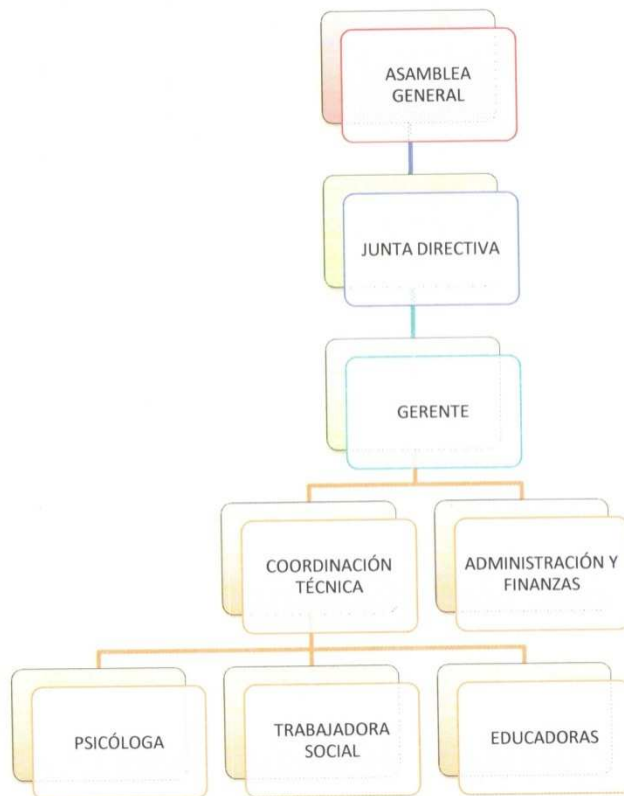 ASAMBLEA
GENERAL
JUNTA DIRECTIVA
GERENTE
COORDINACIÓN
TÉCNICA
ADMINISTRACIÓN Y
FINANZAS
PSICÓLOGA
TRABAJADORA
SOCIAL
EDUCADORAS